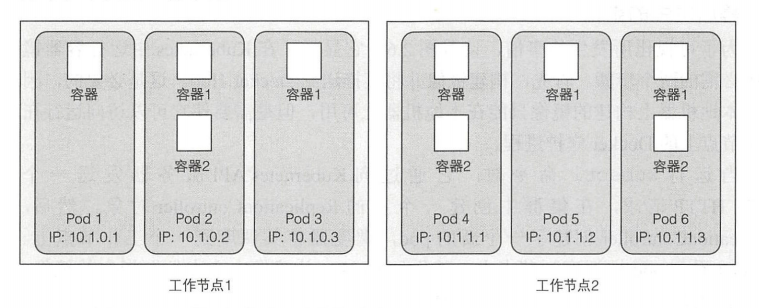 容器
容器1
容器1
容器1
容器1
容器1
容器2
容器2
容器2
Pod 1
IP: 10.1.0.1
Pod 2
IP: 10.1.0.2
Pod 3
IP: 10.1.0.3
Pod 4
IP: 10.1.1.1
Pod 5
IP: 10.1.1.2
Pod 6
IP: 10.1.1.3
工作节点1
工作节点2